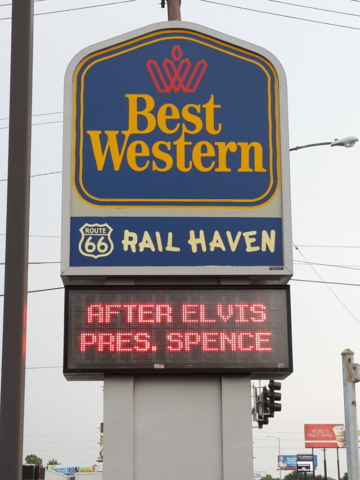 Best
Western
ROUTE
66
RAIL HAVEN
AFTER ELVIS
PRES. SPENCE